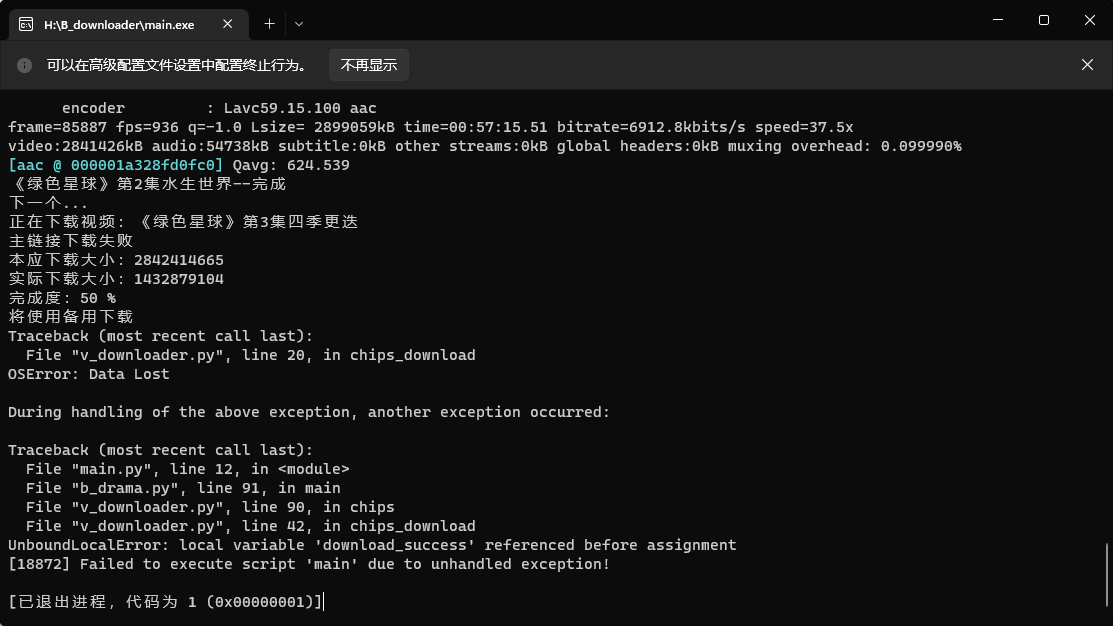 H:\B_downloader\main.exe
可以在高级配置文件设置中配置终止行为。 不再显示
encoder : Lavc59.15.100 aac
frame=85887 fps=936 q=-1.0 Lsize= 2899059kB time=00:57:15.51 bitrate=6912.8kbits/s speed=37.5x
video:2841426kB audio:54738kB subtitle:0kB other streams:0kB global headers:0kB muxing overhead: 0.099990%
[aac @ 000001a328fd0fc0] Qavg: 624.539
《绿色星球》第2集水生世界--完成
下一个...
正在下载视频: 《绿色星球》第3集四季更迭
主链接下载失败
本应下载大小: 2842414665
实际下载大小: 1432879104
完成度: 50 %
将使用备用下载
Traceback (most recent call last):
  File "v_downloader.py", line 20, in chips_download
OSError: Data Lost

During handling of the above exception, another exception occurred:

Traceback (most recent call last):
  File "main.py", line 12, in <module>
  File "b_drama.py", line 91, in main
  File "v_downloader.py", line 90, in chips
  File "v_downloader.py", line 42, in chips_download
UnboundLocalError: local variable 'download_success' referenced before assignment
[18872] Failed to execute script 'main' due to unhandled exception!

[已退出进程，代码为 1 (0x00000001)]